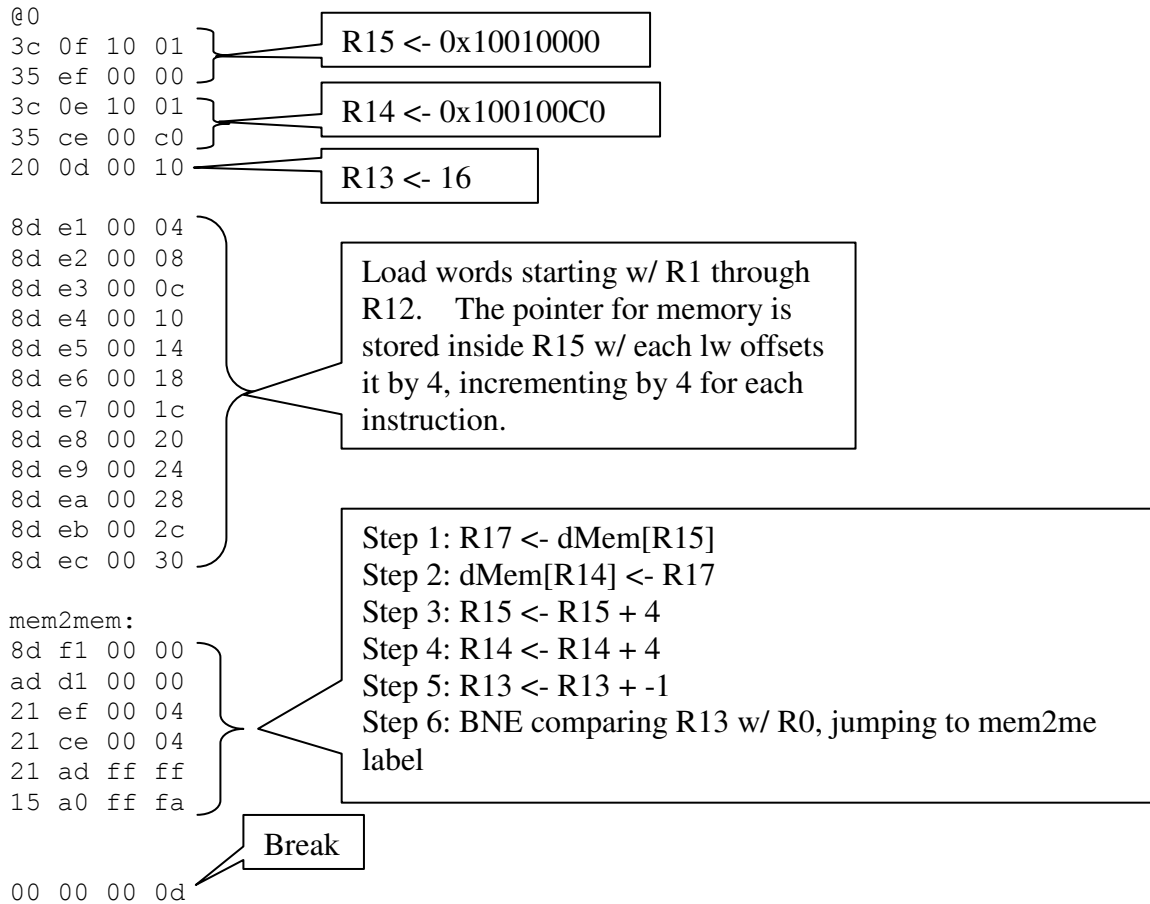 @0
3c 0f 10 01
35 ef 00 00
R15 <- 0x10010000
3c 0e 10 01
35 ce 00 c0
R14 <- 0x100100C0
20 0d 00 10
R13 <- 16
8d e1 00 04
8d e2 00 08
8d e3 00 0c
8d e4 00 10
8d e5 00 14
8d e6 00 18
8d e7 00 1c
8d e8 00 20
8d e9 00 24
8d ea 00 28
8d eb 00 2c
8d ec 00 30
Load words starting w/ R1 through
R12. The pointer for memory is
stored inside R15 w/ each lw offsets
it by 4, incrementing by 4 for each
instruction.
mem2mem:
8d f1 00 00
ad d1 00 00
21 ef 00 04
21 ce 00 04
21 ad ff ff
15 a0 ff fa
Step 1: R17 <- dMem[R15]
Step 2: dMem[R14] <- R17
Step 3: R15 <- R15 + 4
Step 4: R14 <- R14 + 4
Step 5: R13 <- R13 + -1
Step 6: BNE comparing R13 w/ R0, jumping to mem2me
label
Break
00 00 00 0d